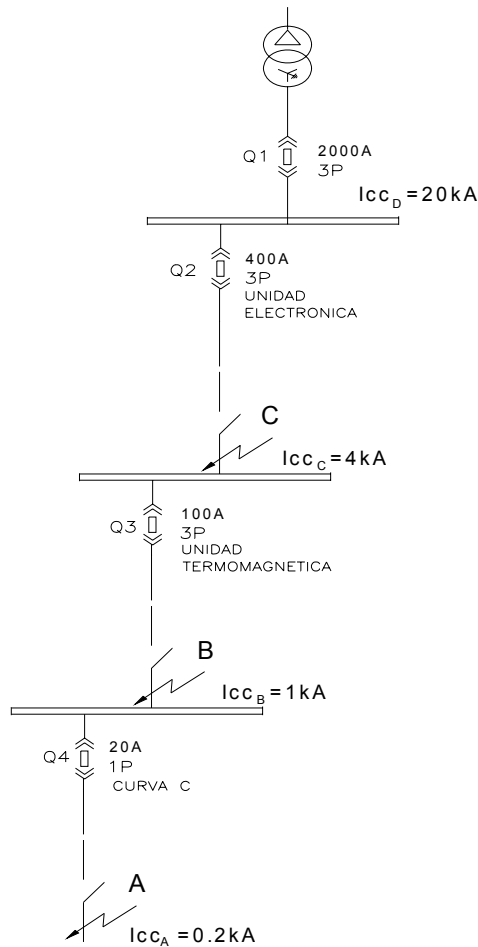 Q1
2000A
3P
Icc_D=20kA
Q2
400A
3P
UNIDAD
ELECTRONICA
C
Icc_C=4kA
Q3
100A
3P
UNIDAD
TERMOMAGNETICA
B
Icc_B=1kA
Q4
20A
1P
CURVA C
A
Icc_A=0.2kA